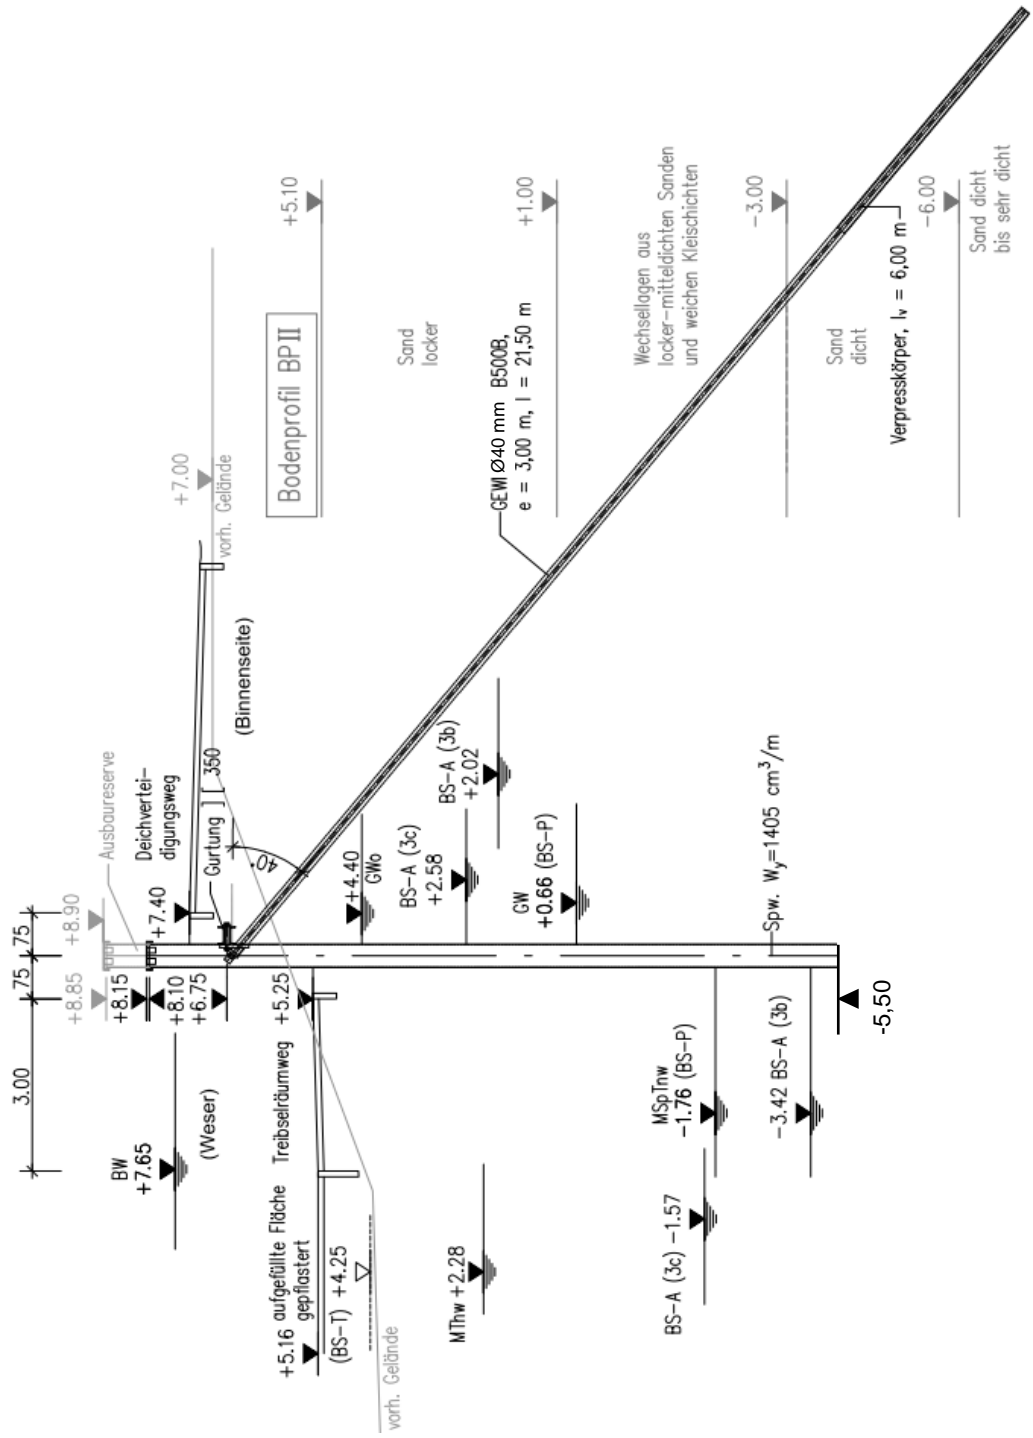 3.00
75
75
+8.85
+8.90
Ausbaureserve
+8.15
+8.10
+6.75
+7.40
Deichvertei-
digungsweg
Gurtung ] [ 350
(Binnenseite)
40°
+7.00
vorh. Gelände
Bodenprofil BP II
+5.10
BW
+7.65
(Weser)
+5.25
Treibselräumweg
+5.16 aufgefüllte Fläche
gepflastert
(BS-T) +4.25
vorh. Gelände
MThw +2.28
+4.40
GWo
BS-A (3c)
+2.58
BS-A (3b)
+2.02
GW
+0.66 (BS-P)
Sand
locker
GEWI Ø40 mm B500B,
e = 3,00 m, l = 21,50 m
+1.00
Wechsellagen aus
locker-mitteldichten Sanden
und weichen Kleischichten
-3.00
BS-A (3c) -1.57
MSpTnw
-1.76 (BS-P)
-3.42 BS-A (3b)
-5,50
Spw. Wy=1405 cm³/m
Sand
dicht
Verpresskörper, lv = 6,00 m
-6.00
Sand dicht
bis sehr dicht